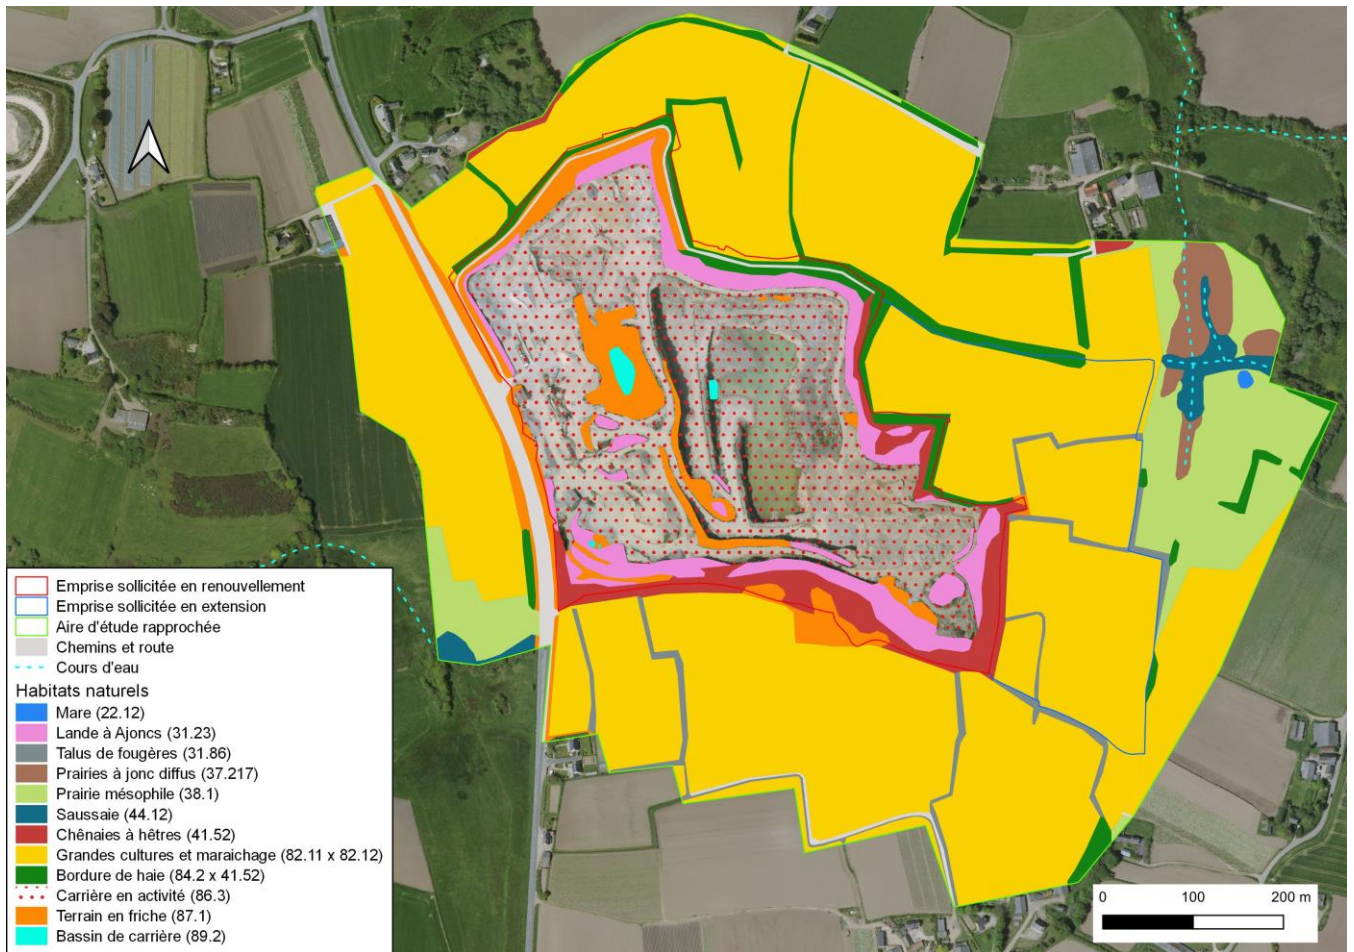 Emprise sollicitée en renouvellement
Emprise sollicitée en extension
Aire d'étude rapprochée
Chemins et route
Cours d'eau
Habitats naturels
Mare (22.12)
Lande à Ajoncs (31.23)
Talus de fougères (31.86)
Prairies à jonc diffus (37.217)
Prairie mésophile (38.1)
Saussaie (44.12)
Chênaies à hêtres (41.52)
Grandes cultures et maraichage (82.11 x 82.12)
Bordure de haie (84.2 x 41.52)
Carrière en activité (86.3)
Terrain en friche (87.1)
Bassin de carrière (89.2)
0 100 200 m